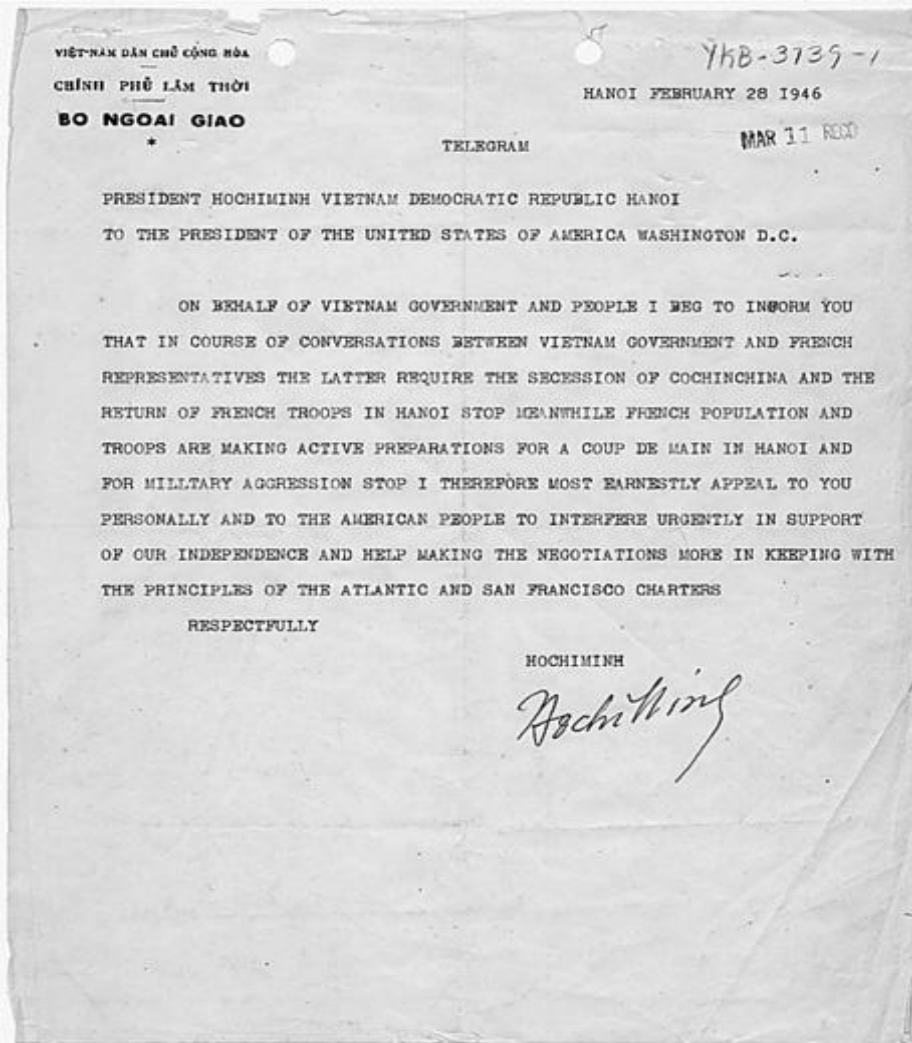 VIỆT-NAM DÂN CHỦ CỘNG HÒA
CHÍNH PHỦ LÂM THỜI
BO NGOAI GIAO
*
YKB-3739-1
HANOI FEBRUARY 28 1946
MAR 11 RECD
TELEGRAM
PRESIDENT HOCHIMINH VIETNAM DEMOCRATIC REPUBLIC HANOI
TO THE PRESIDENT OF THE UNITED STATES OF AMERICA WASHINGTON D.C.
ON BEHALF OF VIETNAM GOVERNMENT AND PEOPLE I BEG TO INFORM YOU
THAT IN COURSE OF CONVERSATIONS BETWEEN VIETNAM GOVERNMENT AND FRENCH
REPRESENTATIVES THE LATTER REQUIRE THE SECESSION OF COCHINCHINA AND THE
RETURN OF FRENCH TROOPS IN HANOI STOP MEANWHILE FRENCH POPULATION AND
TROOPS ARE MAKING ACTIVE PREPARATIONS FOR A COUP DE MAIN IN HANOI AND
FOR MILLTARY AGGRESSION STOP I THEREFORE MOST EARNESTLY APPEAL TO YOU
PERSONALLY AND TO THE AMERICAN PEOPLE TO INTERFERE URGENTLY IN SUPPORT
OF OUR INDEPENDENCE AND HELP MAKING THE NEGOTIATIONS MORE IN KEEPING WITH
THE PRINCIPLES OF THE ATLANTIC AND SAN FRANCISCO CHARTERS
RESPECTFULLY
HOCHIMINH
Hochiminh